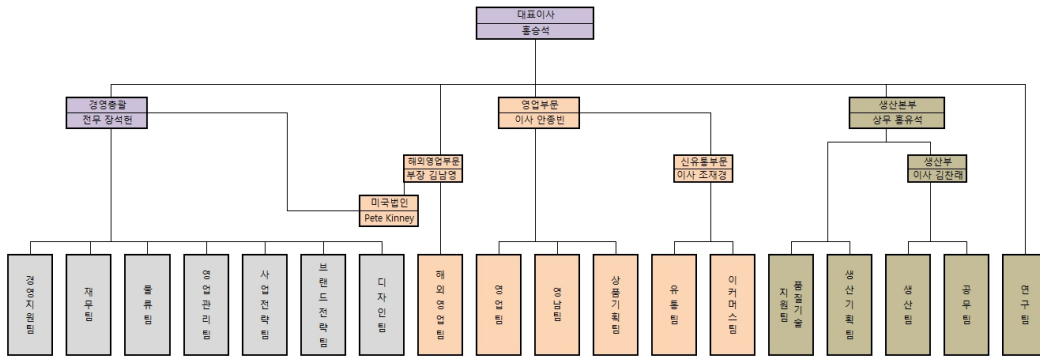 대표이사
홍승석
경영총괄
전무 장석헌
영업부문
이사 안종빈
생산본부
상무 홍유석
해외영업부문
부장 김남영
신유통부문
이사 조재경
생산부
이사 김찬래
미국법인
Pete Kinney
경영지원팀
재무팀
물류팀
영업관리팀
사업전략팀
브랜드전략팀
디자인팀
해외영업팀
영업팀
영남팀
상품기획팀
유통팀
이커머스팀
품질기술
지원팀
생산기획팀
생산팀
공무팀
연구팀